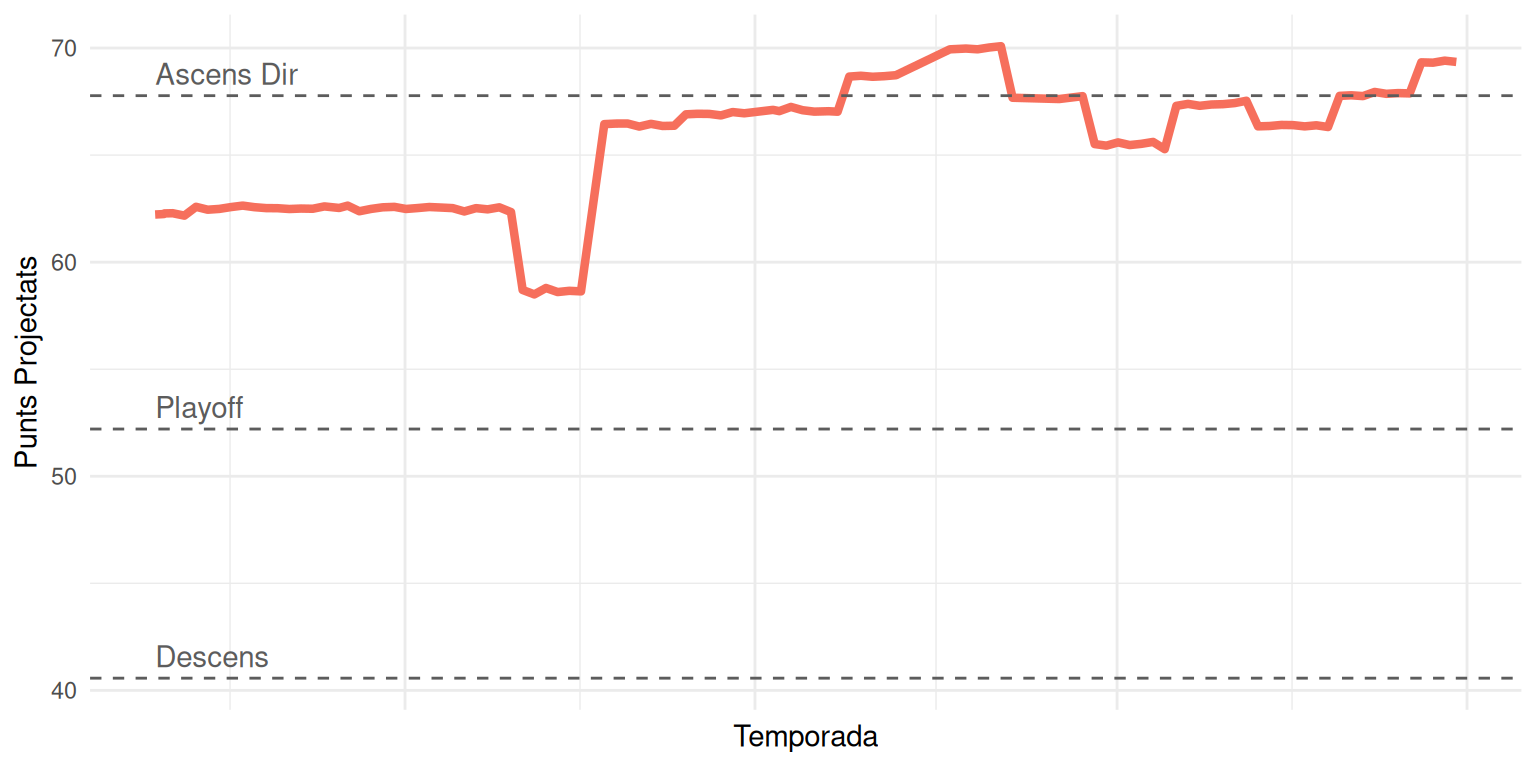 70
Ascens Dir
60
Punts Projectats
Playoff
50
Descens
40
Temporada